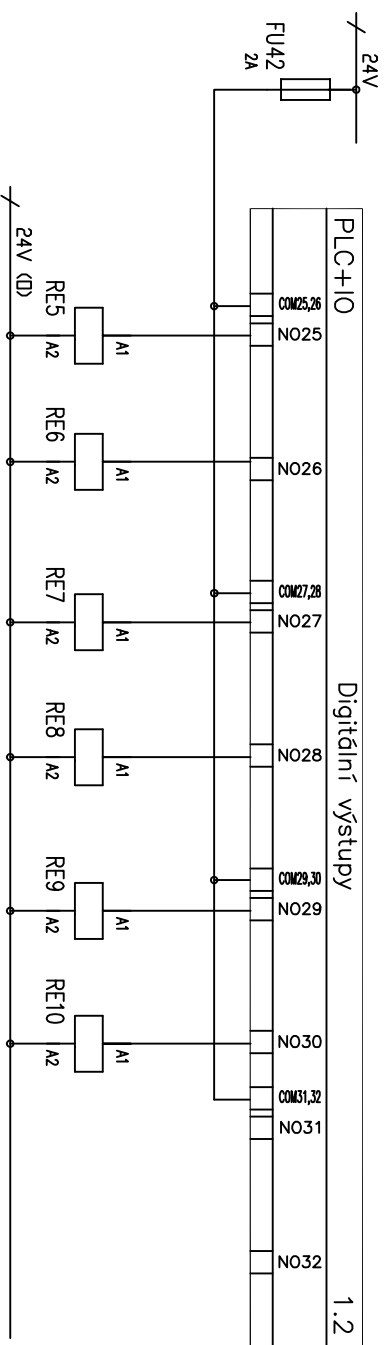 24V
FU42
2A
PLC+IO
Digitální výstupy
1.2
COM25,26
NO25
NO26
COM27,28
NO27
NO28
COM29,30
NO29
NO30
COM31,32
NO31
NO32
A1
A1
A1
A1
A1
A1
RE5
A2
RE6
A2
RE7
A2
RE8
A2
RE9
A2
RE10
A2
24V (▯)